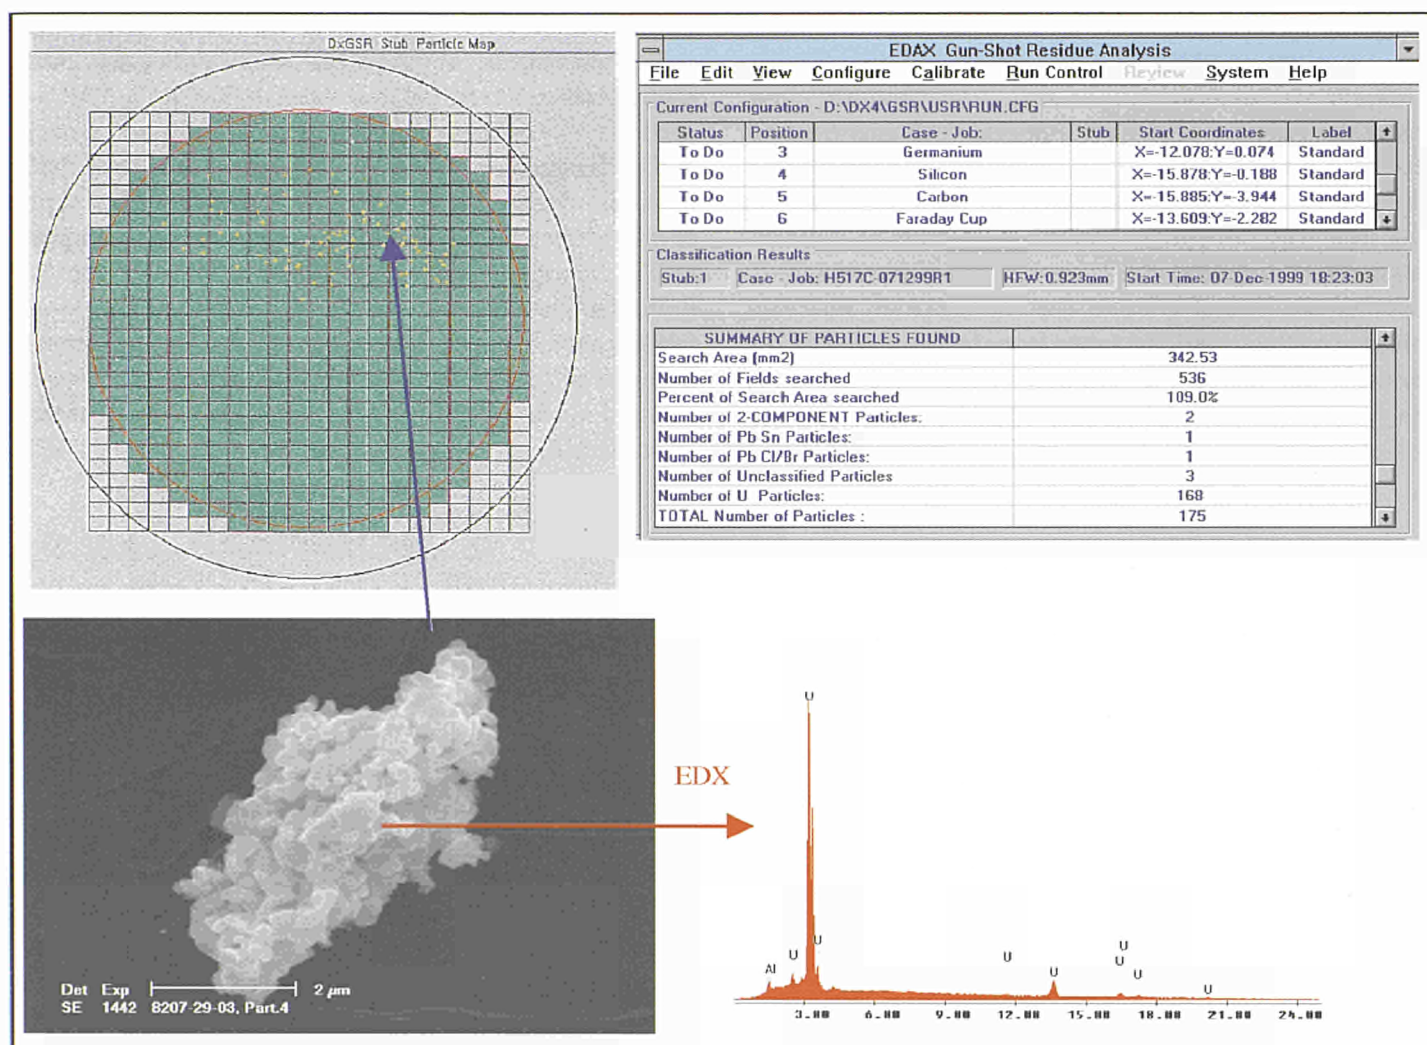 DxGSR Stub Particle Map
EDAX Gun-Shot Residue Analysis
File Edit View Configure Calibrate Run Control Review System Help
Current Configuration - D:\DX4\GSR\USR\RUN.CFG
Status Position Case - Job: Stub Start Coordinates Label
To Do 3 Germanium X=-12.078:Y=0.074 Standard
To Do 4 Silicon X=-15.878:Y=-0.188 Standard
To Do 5 Carbon X=-15.885:Y=-3.944 Standard
To Do 6 Faraday Cup X=-13.609:Y=-2.282 Standard
Classification Results
Stub:1 Case - Job: H517C-071299R1 HFW:0.923mm Start Time: 07-Dec-1999 18:23:03
SUMMARY OF PARTICLES FOUND
Search Area (mm2) 342.53
Number of Fields searched 536
Percent of Search Area searched 109.0%
Number of 2-COMPONENT Particles: 2
Number of Pb Sn Particles: 1
Number of Pb Cl/Br Particles: 1
Number of Unclassified Particles 3
Number of U Particles: 168
TOTAL Number of Particles : 175
Det Exp 2 µm
SE 1442 8207-29-03, Part.4
EDX
U
U
U
Al
U
U
U
U
U
U
3.00 6.00 9.00 12.00 15.00 18.00 21.00 24.00